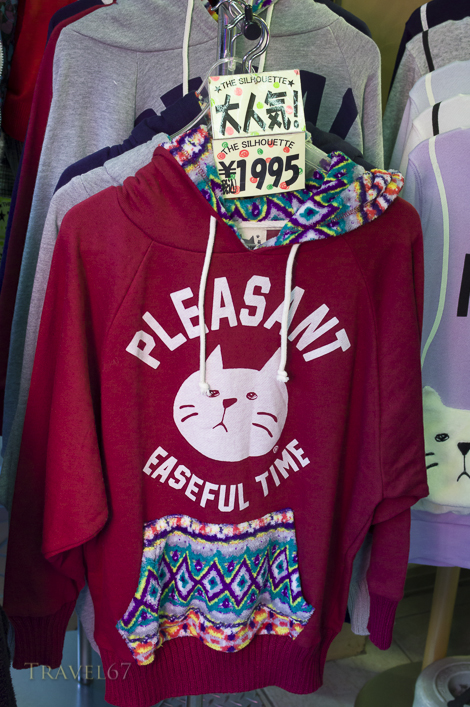 ★THE SILHOUETTE★
大人気!
THE SILHOUETTE
¥1995
PLEASANT
EASEFUL TIME
TRAVEL67